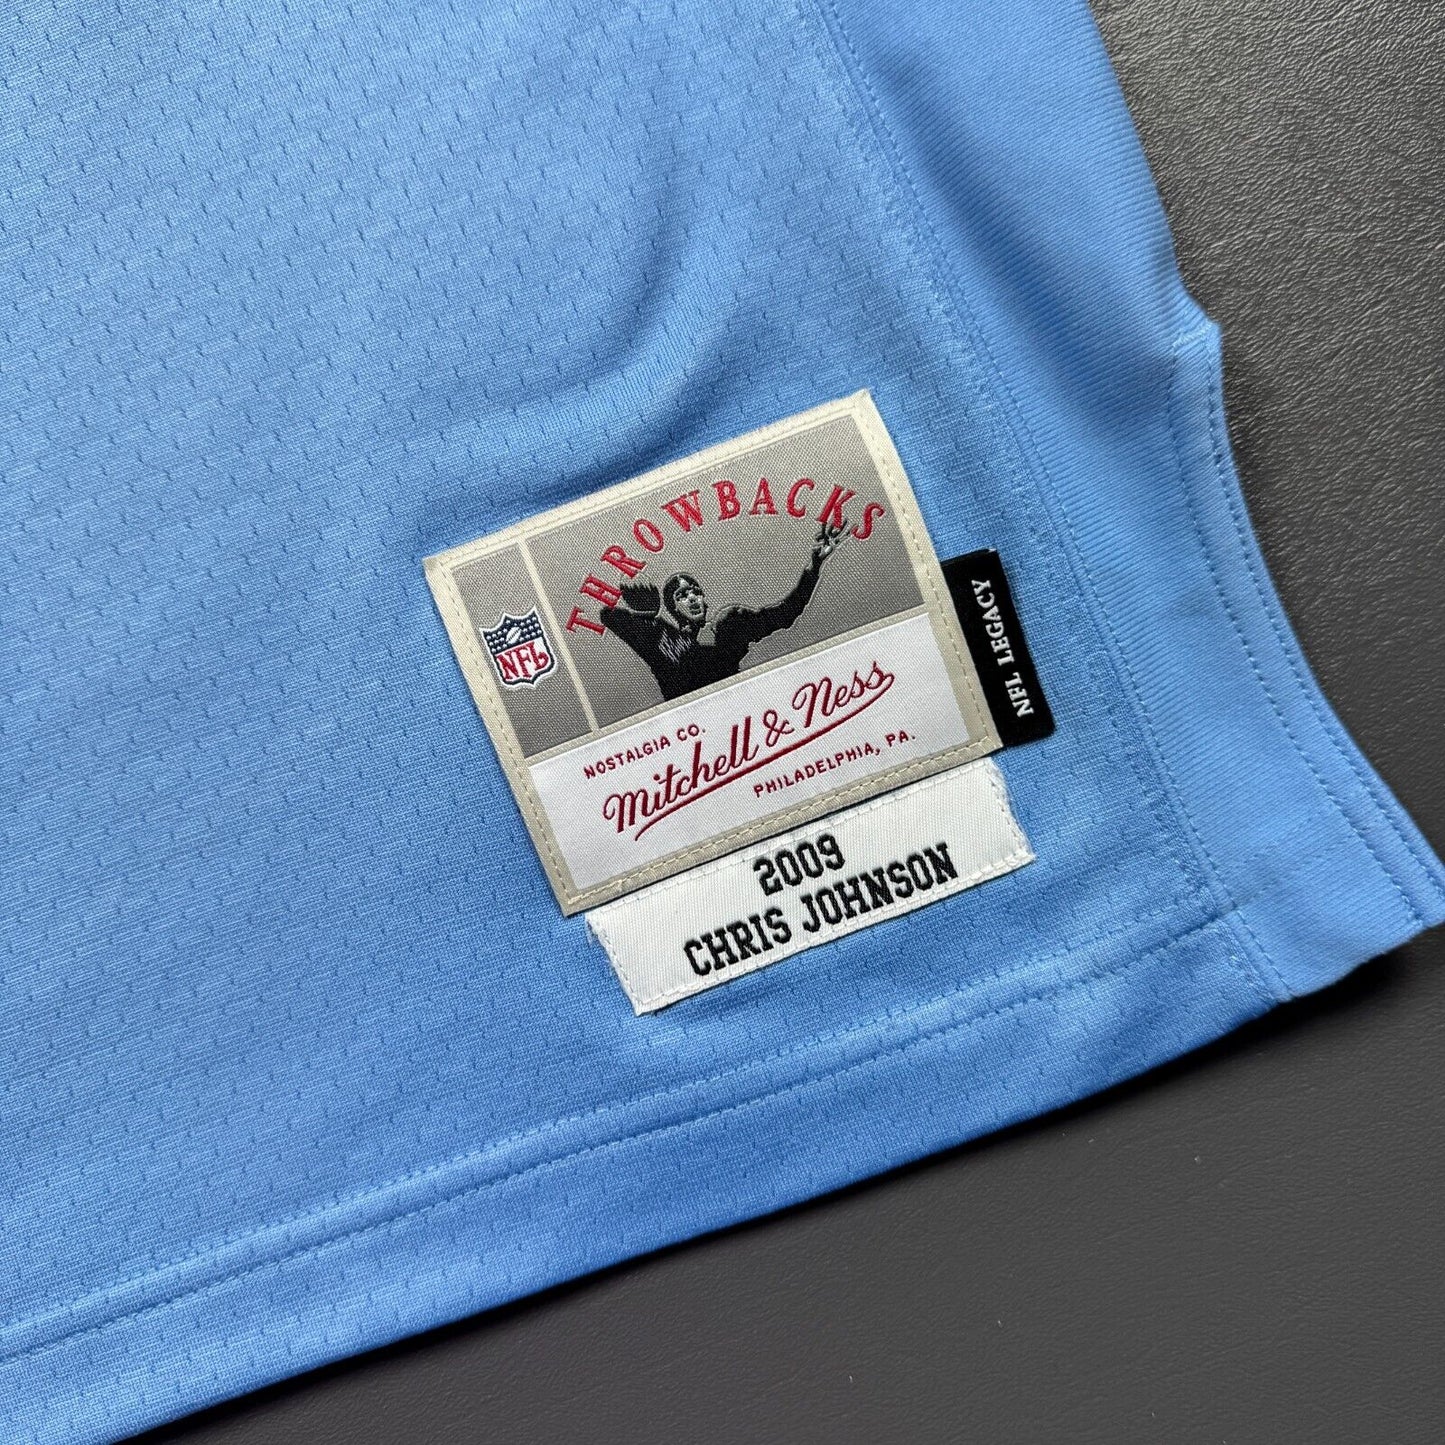 THROWBACKS
NFL
NOSTALGIA CO.
Mitchell & Ness
PHILADELPHIA, PA.
NFL LEGACY
2009
CHRIS JOHNSON